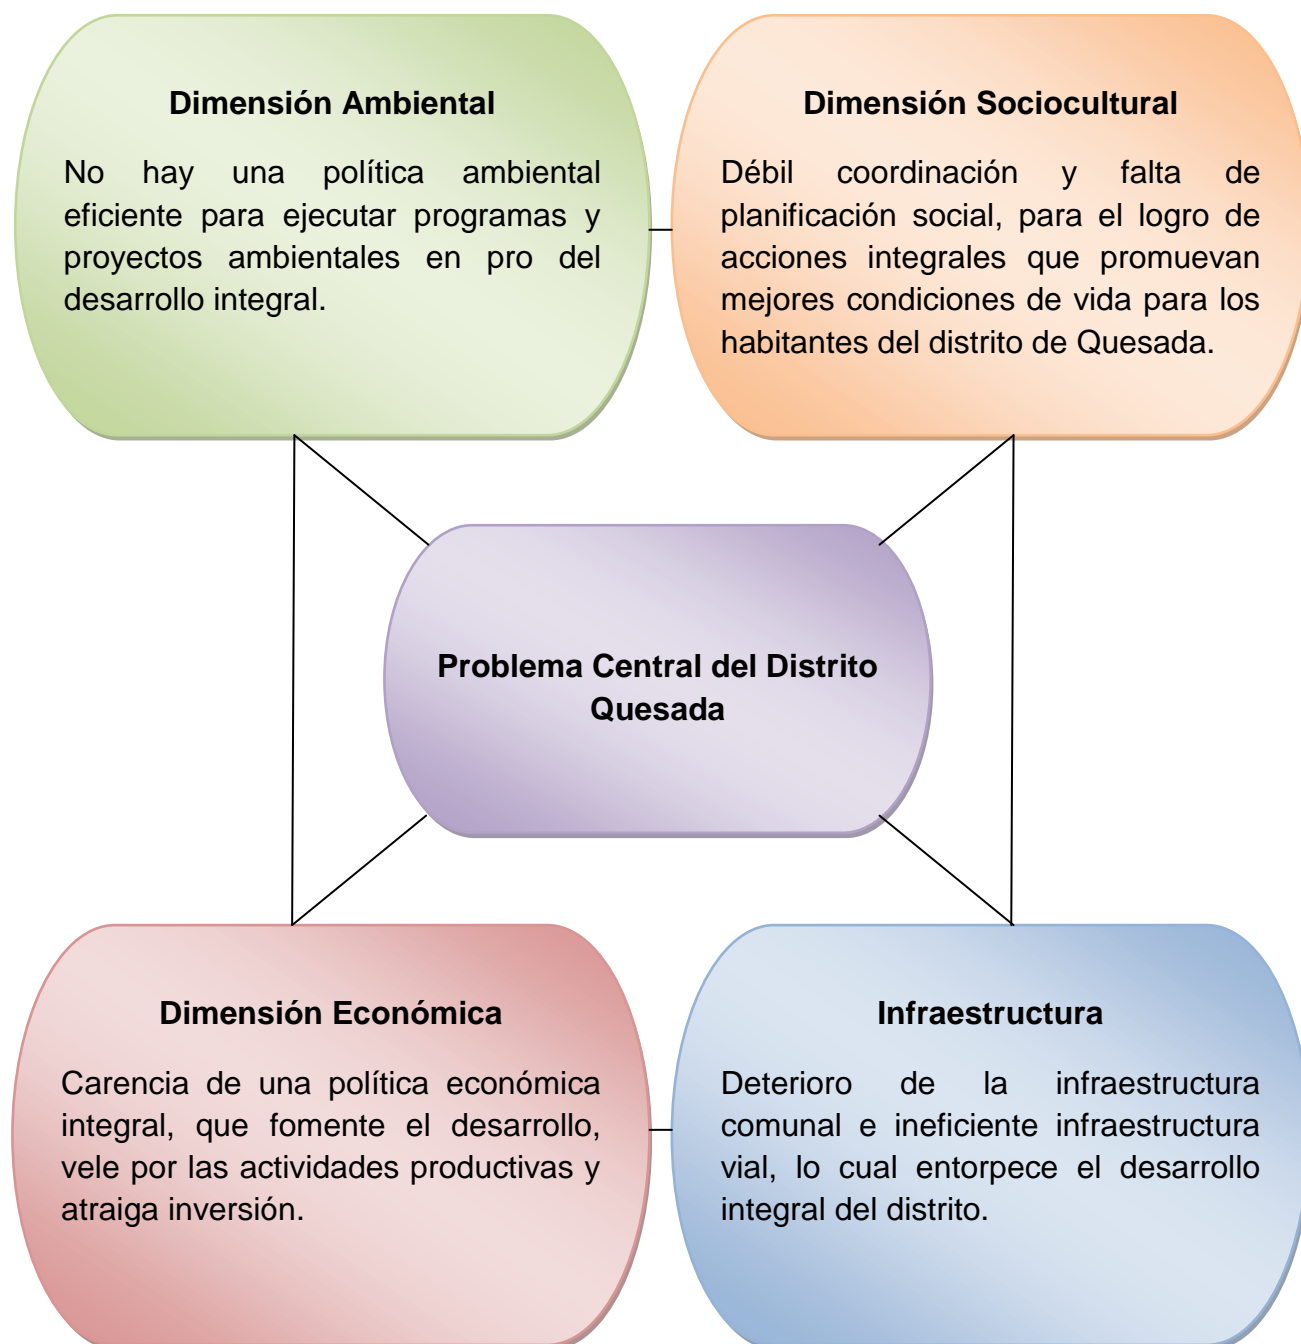 Dimensión Ambiental
No hay una política ambiental
eficiente para ejecutar programas y
proyectos ambientales en pro del
desarrollo integral.
Dimensión Sociocultural
Débil coordinación y falta de
planificación social, para el logro de
acciones integrales que promuevan
mejores condiciones de vida para los
habitantes del distrito de Quesada.
Problema Central del Distrito
Quesada
Dimensión Económica
Carencia de una política económica
integral, que fomente el desarrollo,
vele por las actividades productivas y
atraiga inversión.
Infraestructura
Deterioro de la infraestructura
comunal e ineficiente infraestructura
vial, lo cual entorpece el desarrollo
integral del distrito.